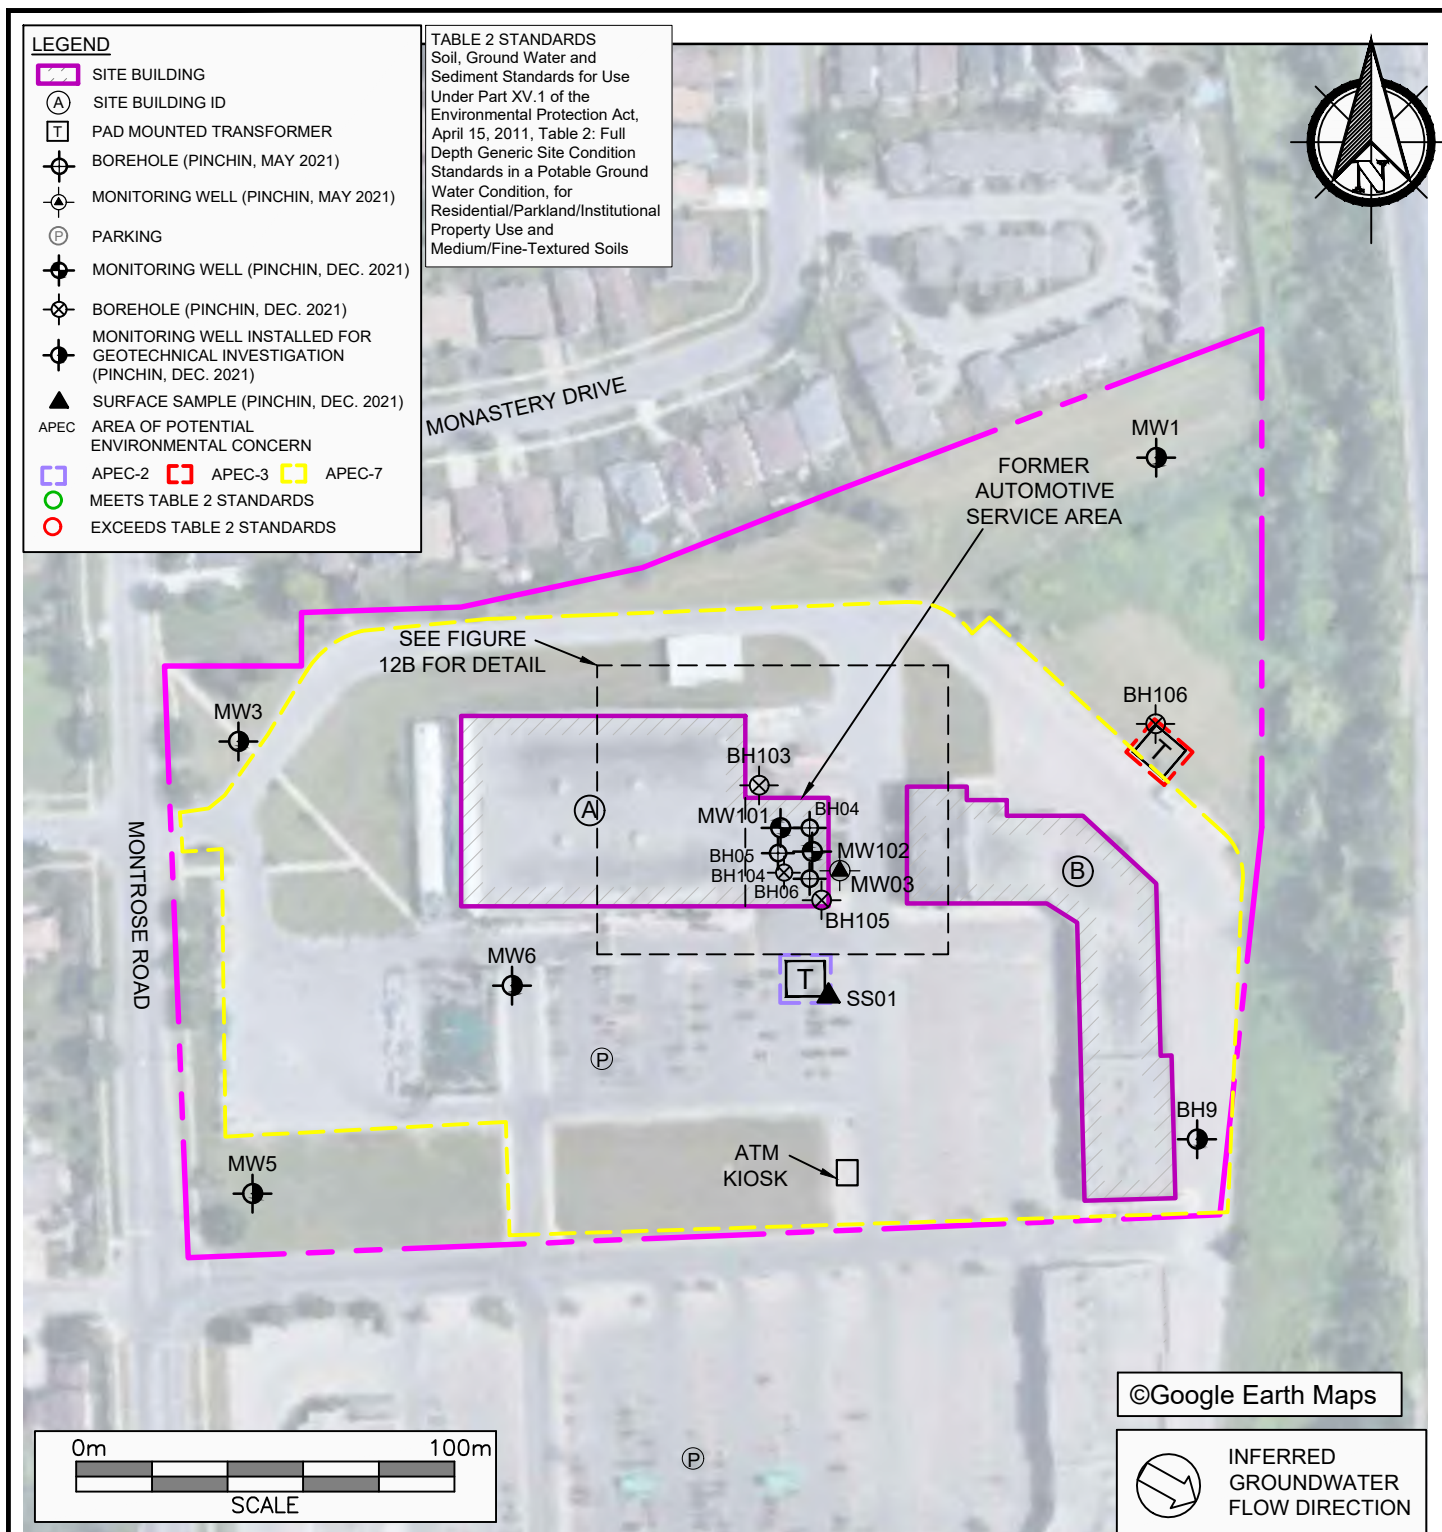 LEGEND
SITE BUILDING
A SITE BUILDING ID
T PAD MOUNTED TRANSFORMER
BOREHOLE (PINCHIN, MAY 2021)
MONITORING WELL (PINCHIN, MAY 2021)
P PARKING
MONITORING WELL (PINCHIN, DEC. 2021)
BOREHOLE (PINCHIN, DEC. 2021)
MONITORING WELL INSTALLED FOR
GEOTECHNICAL INVESTIGATION
(PINCHIN, DEC. 2021)
SURFACE SAMPLE (PINCHIN, DEC. 2021)
APEC AREA OF POTENTIAL
ENVIRONMENTAL CONCERN
APEC-2 APEC-3 APEC-7
MEETS TABLE 2 STANDARDS
EXCEEDS TABLE 2 STANDARDS
TABLE 2 STANDARDS
Soil, Ground Water and
Sediment Standards for Use
Under Part XV.1 of the
Environmental Protection Act,
April 15, 2011, Table 2: Full
Depth Generic Site Condition
Standards in a Potable Ground
Water Condition, for
Residential/Parkland/Institutional
Property Use and
Medium/Fine-Textured Soils
N
MONASTERY DRIVE
MW1
FORMER
AUTOMOTIVE
SERVICE AREA
SEE FIGURE
12B FOR DETAIL
MW3
BH106
T
BH103
A
MW101
BH04
BH05
MW102
BH104
BH06
MW03
BH105
B
MONTROSE ROAD
MW6
T
SS01
P
BH9
MW5
ATM
KIOSK
©Google Earth Maps
0m 100m
SCALE
P
INFERRED
GROUNDWATER
FLOW DIRECTION